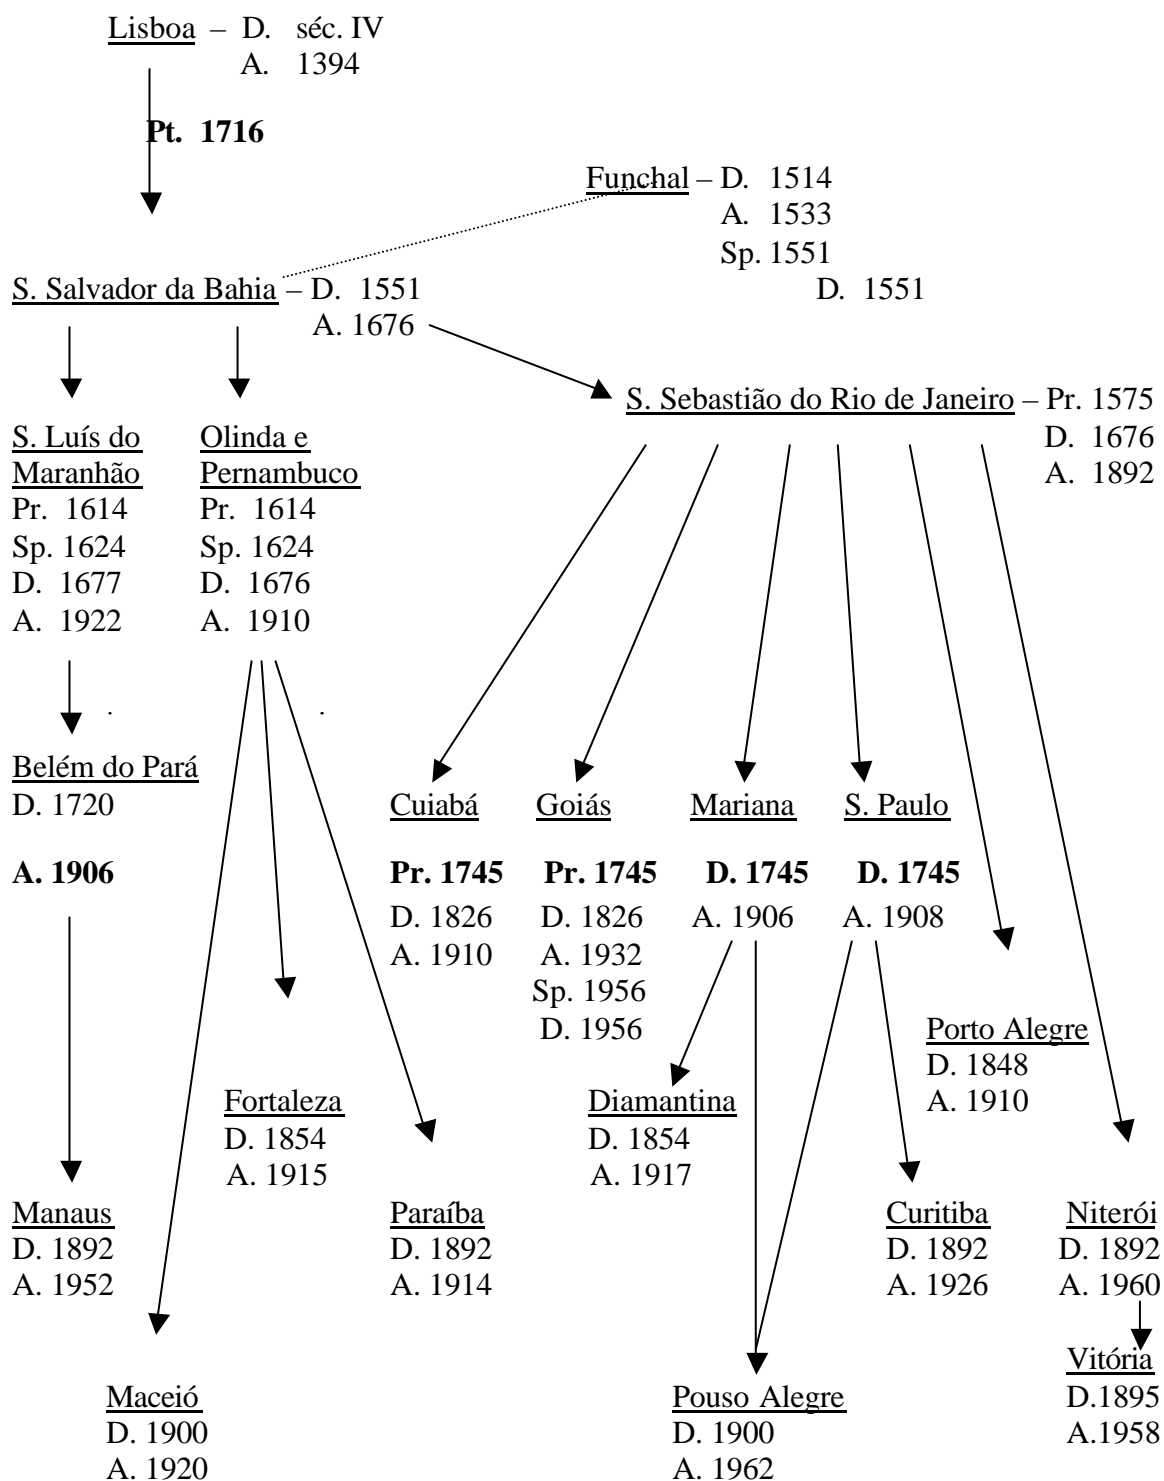 Lisboa – D. séc. IV
A. 1394
Pt. 1716
Funchal – D. 1514
A. 1533
Sp. 1551
D. 1551
S. Salvador da Bahia – D. 1551
A. 1676
S. Sebastião do Rio de Janeiro – Pr. 1575
D. 1676
A. 1892
S. Luís do
Maranhão
Pr. 1614
Sp. 1624
D. 1677
A. 1922
Olinda e
Pernambuco
Pr. 1614
Sp. 1624
D. 1676
A. 1910
Belém do Pará
D. 1720
A. 1906
Cuiabá
Pr. 1745
D. 1826
A. 1910
Goiás
Pr. 1745
D. 1826
A. 1932
Sp. 1956
D. 1956
Mariana
D. 1745
A. 1906
S. Paulo
D. 1745
A. 1908
Porto Alegre
D. 1848
A. 1910
Fortaleza
D. 1854
A. 1915
Diamantina
D. 1854
A. 1917
Manaus
D. 1892
A. 1952
Paraíba
D. 1892
A. 1914
Curitiba
D. 1892
A. 1926
Niterói
D. 1892
A. 1960
Vitória
D.1895
A.1958
Maceió
D. 1900
A. 1920
Pouso Alegre
D. 1900
A. 1962